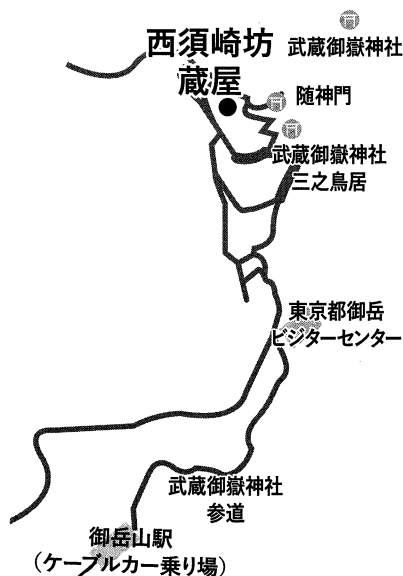 西須崎坊
蔵屋
武蔵御嶽神社
随神門
武蔵御嶽神社
三之鳥居
東京都御岳
ビジターセンター
武蔵御嶽神社
参道
御岳山駅
（ケーブルカー乗り場）